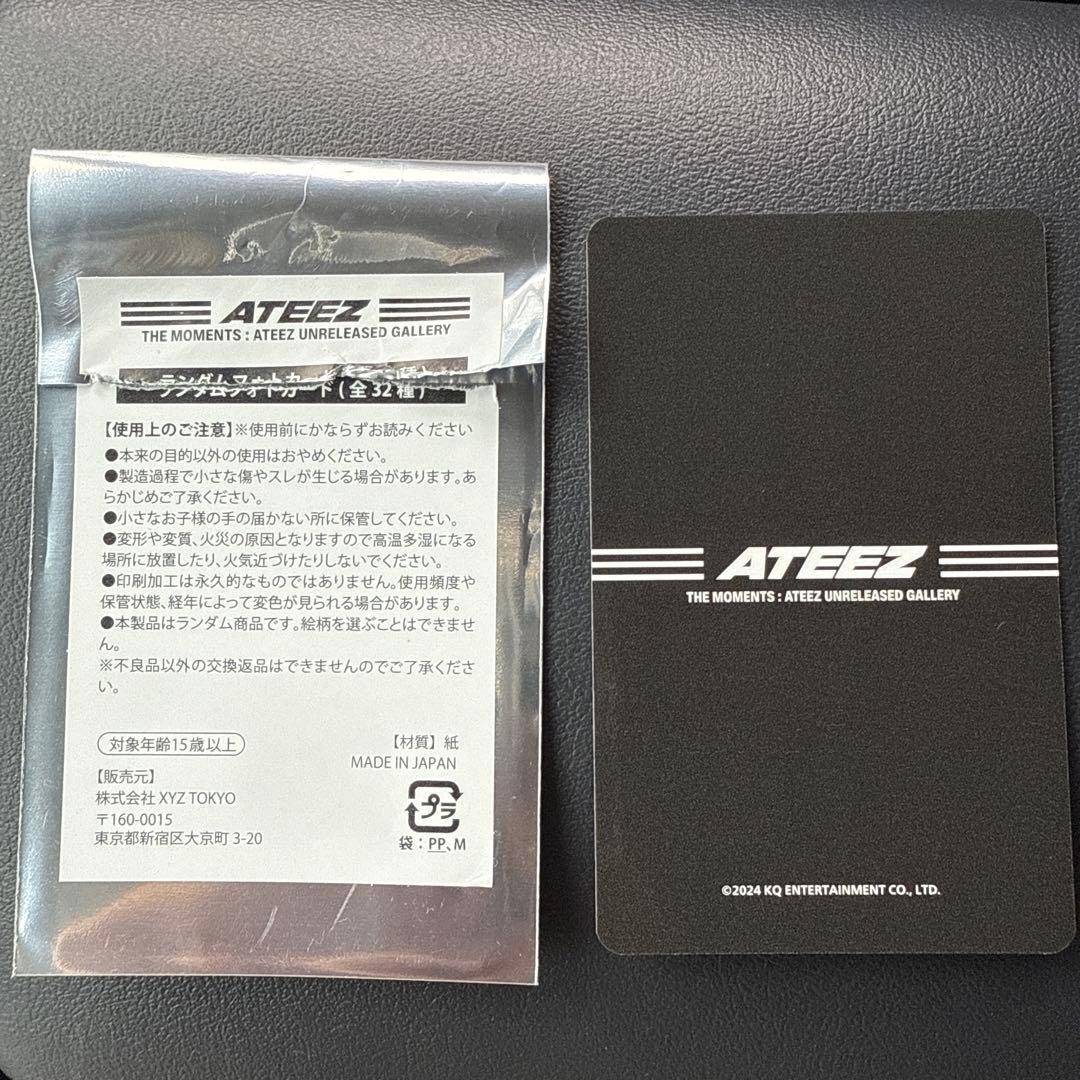 ATEEZ
THE MOMENTS : ATEEZ UNRELEASED GALLERY
ランダムフォトカード(全32種)
【使用上のご注意】※使用前にかならずお読みください
●本来の目的以外の使用はおやめください。
●製造過程で小さな傷やスレが生じる場合があります。あ
らかじめご了承ください。
●小さなお子様の手の届かない所に保管してください。
●変形や変質、火災の原因となりますので高温多湿になる
場所に放置したり、火気近づけたりしないでください。
●印刷加工は永久的なものではありません。使用頻度や
保管状態、経年によって変色が見られる場合があります。
●本製品はランダム商品です。絵柄を選ぶことはできませ
ん。
※不良品以外の交換返品はできませんのでご了承くださ
い。
対象年齢15歳以上
【材質】紙
MADE IN JAPAN
【販売元】
株式会社 XYZ TOKYO
〒160-0015
東京都新宿区大京町 3-20
プラ
袋：PP、M
ATEEZ
THE MOMENTS : ATEEZ UNRELEASED GALLERY
©2024 KQ ENTERTAINMENT CO., LTD.